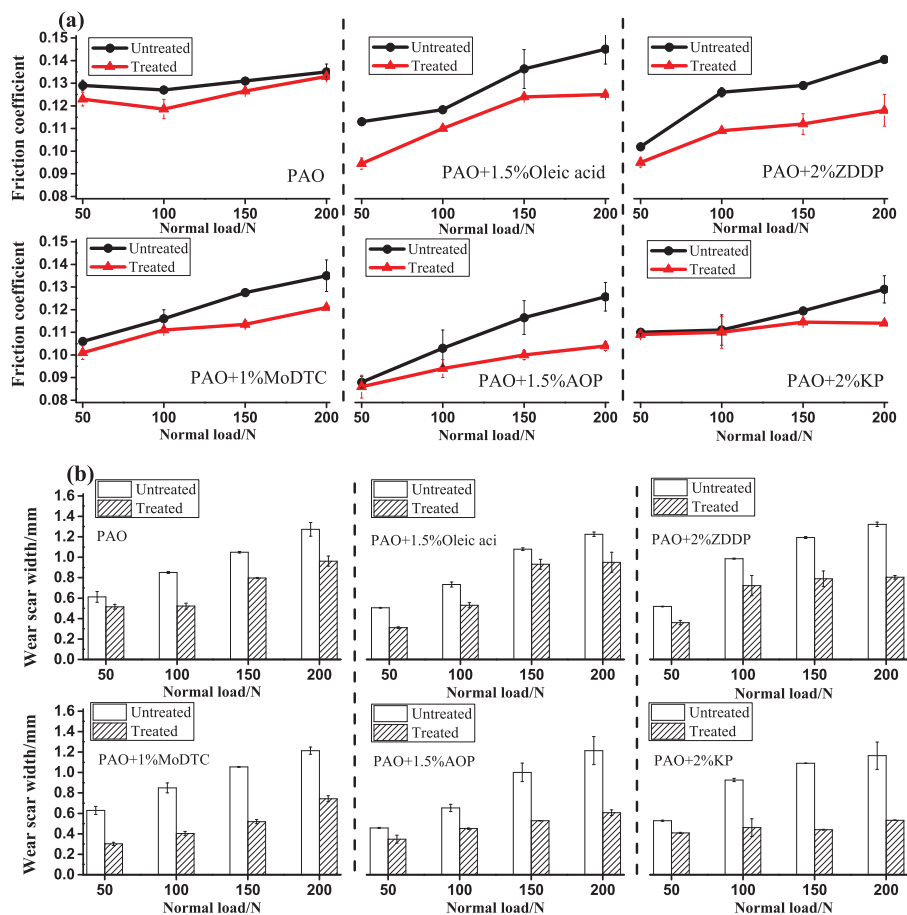 (a)
Friction coefficient
0.15
0.14
0.13
0.12
0.11
0.10
0.09
0.08
Untreated
Treated
PAO
50 100 150 200
Normal load/N
Untreated
Treated
PAO+1.5%Oleic acid
50 100 150 200
Normal load/N
Untreated
Treated
PAO+2%ZDDP
50 100 150 200
Normal load/N
Friction coefficient
0.15
0.14
0.13
0.12
0.11
0.10
0.09
0.08
Untreated
Treated
PAO+1%MoDTC
50 100 150 200
Normal load/N
Untreated
Treated
PAO+1.5%AOP
50 100 150 200
Normal load/N
Untreated
Treated
PAO+2%KP
50 100 150 200
Normal load/N
(b)
Wear scar width/mm
1.6
1.4
1.2
1.0
0.8
0.6
0.4
0.2
0.0
Untreated
Treated
PAO
50 100 150 200
Normal load/N
Untreated
Treated
PAO+1.5%Oleic aci
50 100 150 200
Normal load/N
Untreated
Treated
PAO+2%ZDDP
50 100 150 200
Normal load/N
Wear scar width/mm
1.6
1.4
1.2
1.0
0.8
0.6
0.4
0.2
0.0
Untreated
Treated
PAO+1%MoDTC
50 100 150 200
Normal load/N
Untreated
Treated
PAO+1.5%AOP
50 100 150 200
Normal load/N
Untreated
Treated
PAO+2%KP
50 100 150 200
Normal load/N